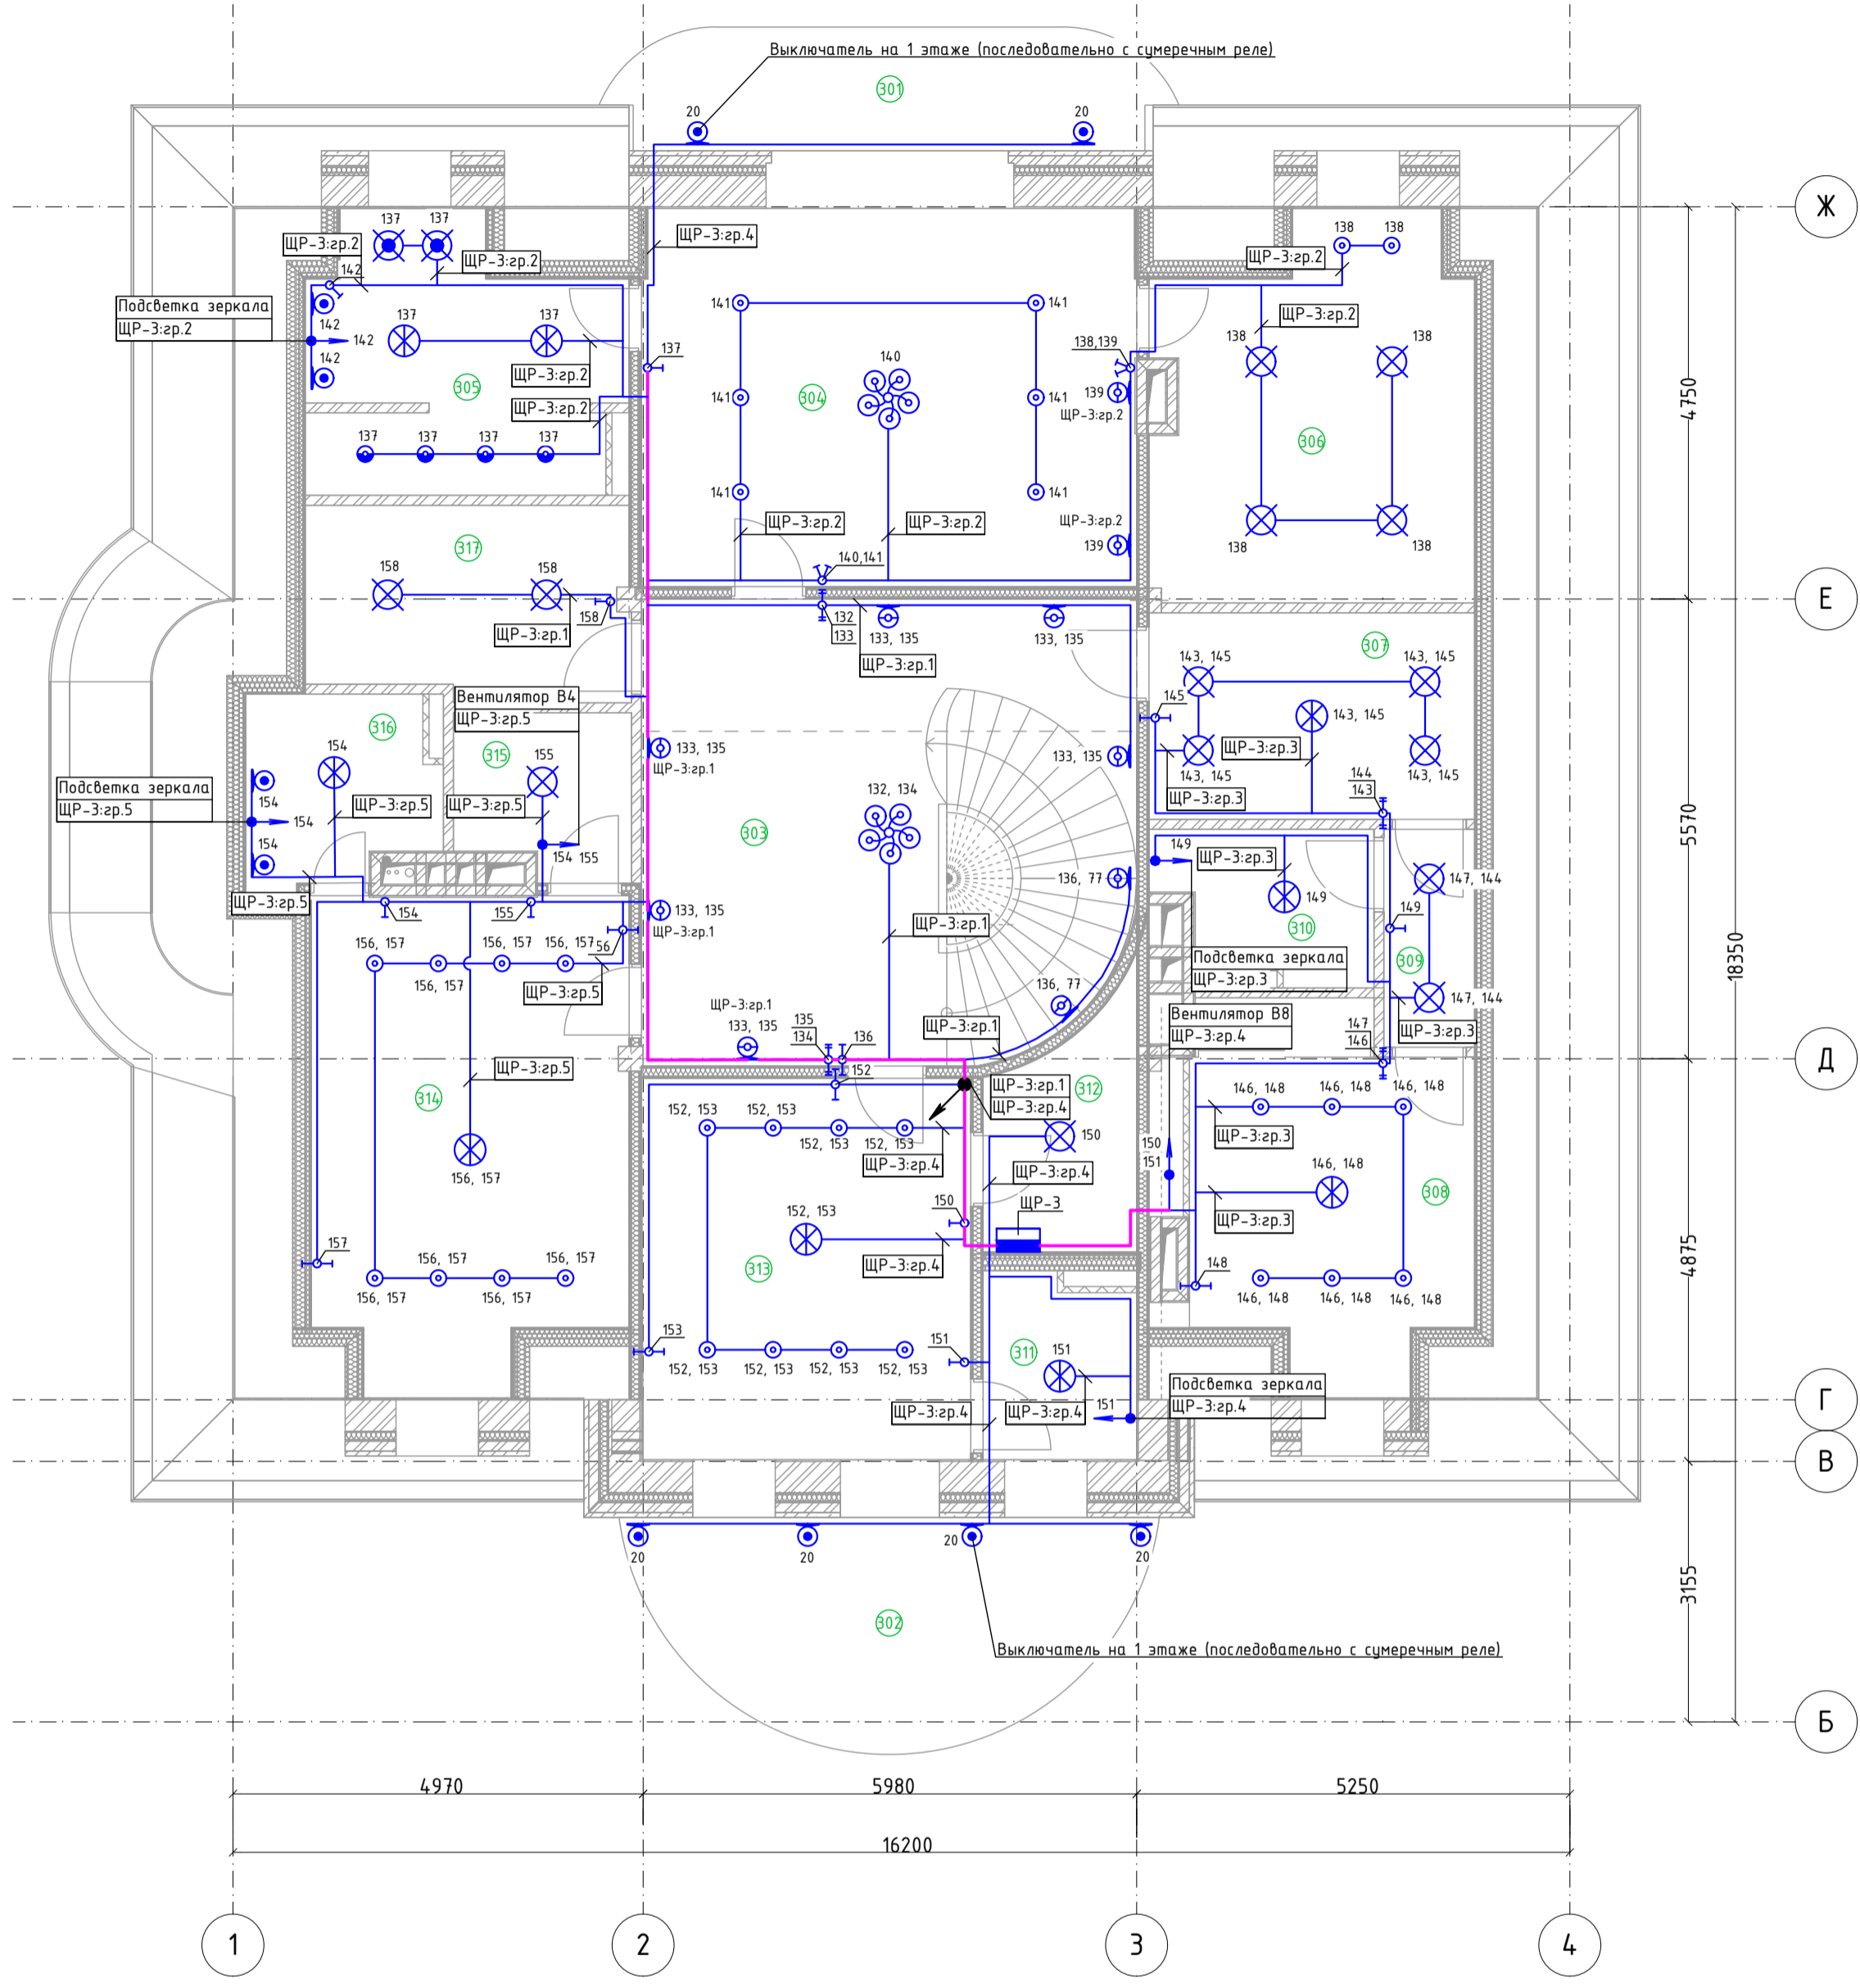 Выключатель на 1 этаже (последовательно с сумеречным реле)
301
20
20
Ж
137
137
ЩР-3:гр.2
ЩР-3:гр.2
142
ЩР-3:гр.4
138
138
ЩР-3:гр.2
Подсветка зеркала
ЩР-3:гр.2
142
142
142
137
137
ЩР-3:гр.2
137
305
ЩР-3:гр.2
137
137
137
137
141
141
141
141
141
141
304
140
138,139
139
ЩР-3:гр.2
ЩР-3:гр.2
139
ЩР-3:гр.2
ЩР-3:гр.2
140,141
ЩР-3:гр.2
138
138
306
138
138
4750
317
158
158
158
ЩР-3:гр.1
132
133
133, 135
133, 135
ЩР-3:гр.1
Е
307
143, 145
143, 145
145
143, 145
ЩР-3:гр.3
143, 145
143, 145
ЩР-3:гр.3
144
143
Вентилятор В4
ЩР-3:гр.5
316
315
154
155
Подсветка зеркала
ЩР-3:гр.5
154
154
154
ЩР-3:гр.5
ЩР-3:гр.5
154
155
ЩР-3:гр.5
154
155
133, 135
ЩР-3:гр.1
133, 135
303
132, 134
5570
149
ЩР-3:гр.3
149
147, 144
149
310
309
136, 77
133, 135
ЩР-3:гр.1
ЩР-3:гр.1
156, 157
156, 157
156, 157
56
156, 157
ЩР-3:гр.5
Подсветка зеркала
ЩР-3:гр.3
147, 144
ЩР-3:гр.3
18350
136, 77
ЩР-3:гр.1
133, 135
135
134
136
ЩР-3:гр.1
Вентилятор В8
ЩР-3:гр.4
147
146
Д
152
ЩР-3:гр.1
ЩР-3:гр.4
312
ЩР-3:гр.5
314
152, 153
152, 153
152, 153
152, 153
ЩР-3:гр.4
150
150
151
146, 148
146, 148
146, 148
ЩР-3:гр.3
156, 157
ЩР-3:гр.4
146, 148
308
ЩР-3:гр.3
152, 153
150
ЩР-3
ЩР-3:гр.4
313
157
156, 157
156, 157
156, 157
156, 157
148
146, 148
146, 148
146, 148
4875
153
152, 153
152, 153
152, 153
152, 153
151
311
151
Подсветка зеркала
ЩР-3:гр.4
151
ЩР-3:гр.4
ЩР-3:гр.4
Г
В
20
20
20
20
3155
302
Выключатель на 1 этаже (последовательно с сумеречным реле)
Б
4970
5980
5250
16200
1
2
3
4